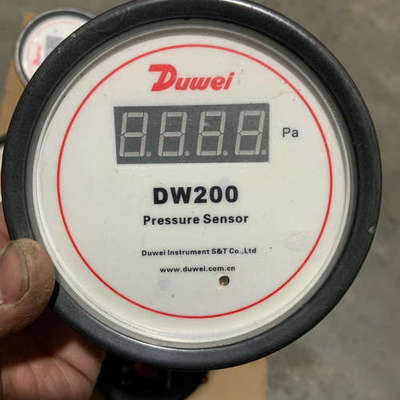 Duwei
Pa
DW200
Pressure Sensor
Duwei Instrument S&T Co.,Ltd
www.duwei.com.cn